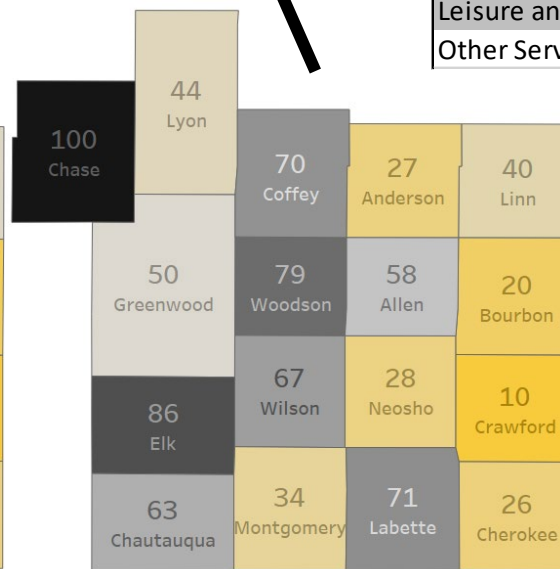 Leisure an
Other Serv
44
Lyon
100
Chase
70
Coffey
27
Anderson
40
Linn
50
Greenwood
79
Woodson
58
Allen
20
Bourbon
67
Wilson
28
Neosho
10
Crawford
86
Elk
63
Chautauqua
34
Montgomery
71
Labette
26
Cherokee